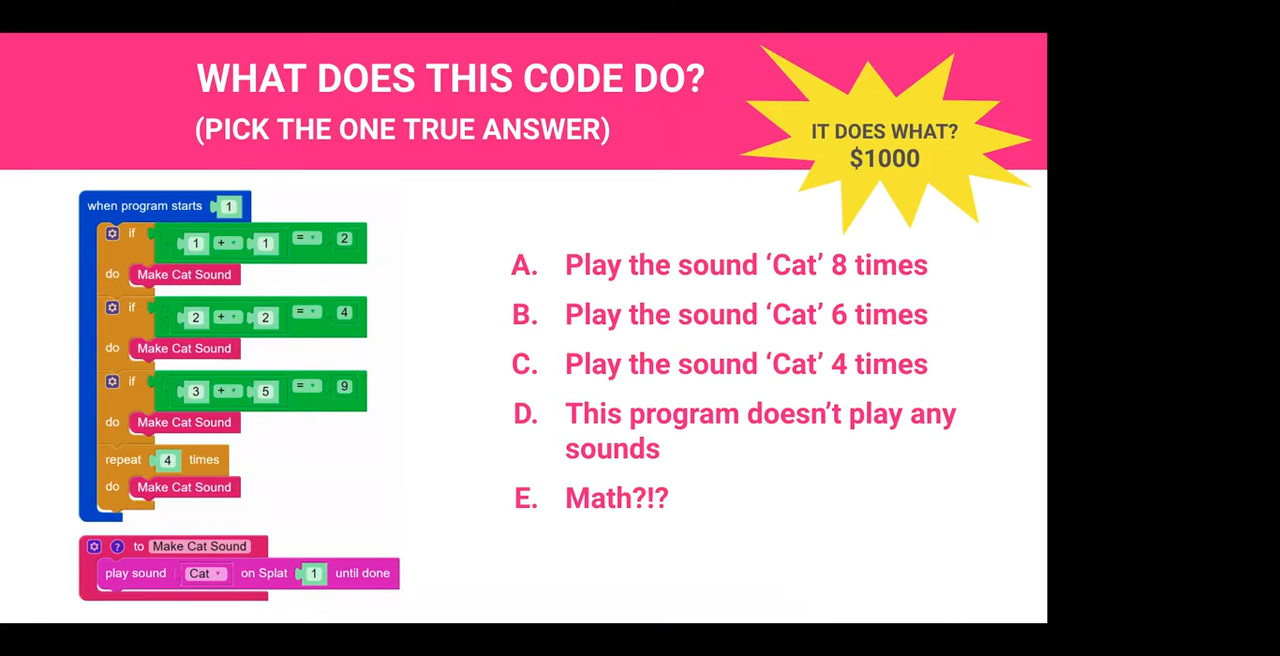 WHAT DOES THIS CODE DO?
(PICK THE ONE TRUE ANSWER)
IT DOES WHAT?
$1000
when program starts 1
if 1 + 1 = 2
do Make Cat Sound
if 2 + 2 = 4
do Make Cat Sound
if 3 + 5 = 9
do Make Cat Sound
repeat 4 times
do Make Cat Sound
? to Make Cat Sound
play sound Cat on Splat 1 until done
A. Play the sound ‘Cat’ 8 times
B. Play the sound ‘Cat’ 6 times
C. Play the sound ‘Cat’ 4 times
D. This program doesn’t play any
sounds
E. Math?!?